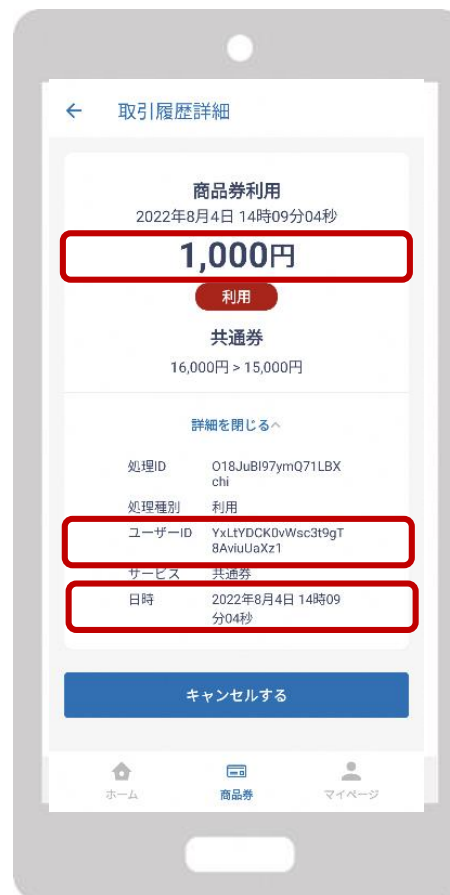 ← 取引履歴詳細
商品券利用
2022年8月4日 14時09分04秒
1,000円
利用
共通券
16,000円 > 15,000円
詳細を閉じる^
処理ID O18JuBI97ymQ71LBX
chi
処理種別 利用
ユーザーID YxLtYDCK0vWsc3t9gT
8AviuUaXz1
サービス 共通券
日時 2022年8月4日 14時09
分04秒
キャンセルする
ホーム 商品券 マイページ